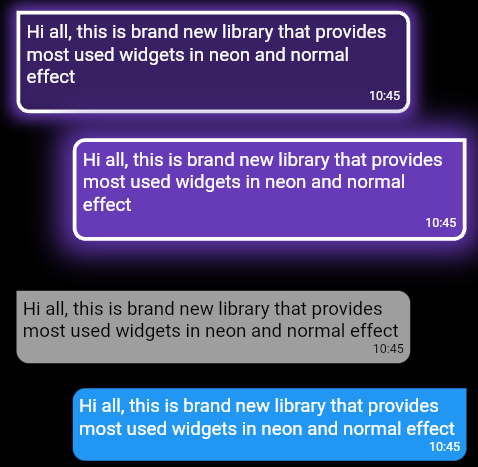 Hi all, this is brand new library that provides
most used widgets in neon and normal
effect
10:45
Hi all, this is brand new library that provides
most used widgets in neon and normal
effect
10:45
Hi all, this is brand new library that provides
most used widgets in neon and normal effect
10:45
Hi all, this is brand new library that provides
most used widgets in neon and normal effect
10:45